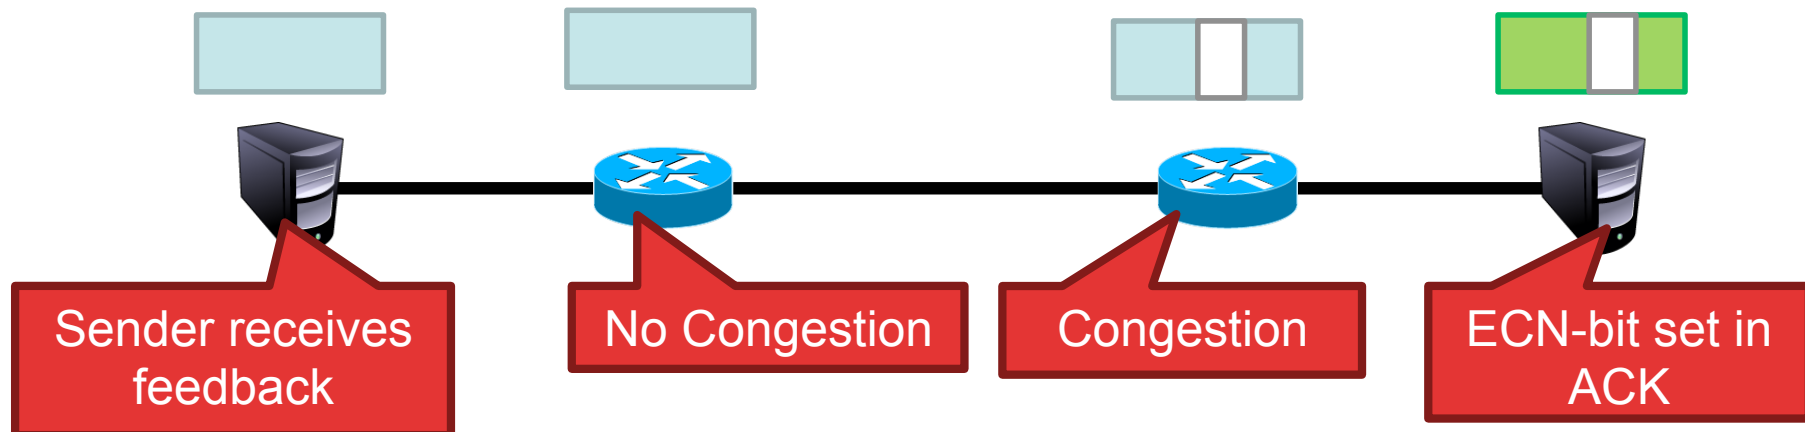 Sender receives
feedback
No Congestion
Congestion
ECN-bit set in
ACK